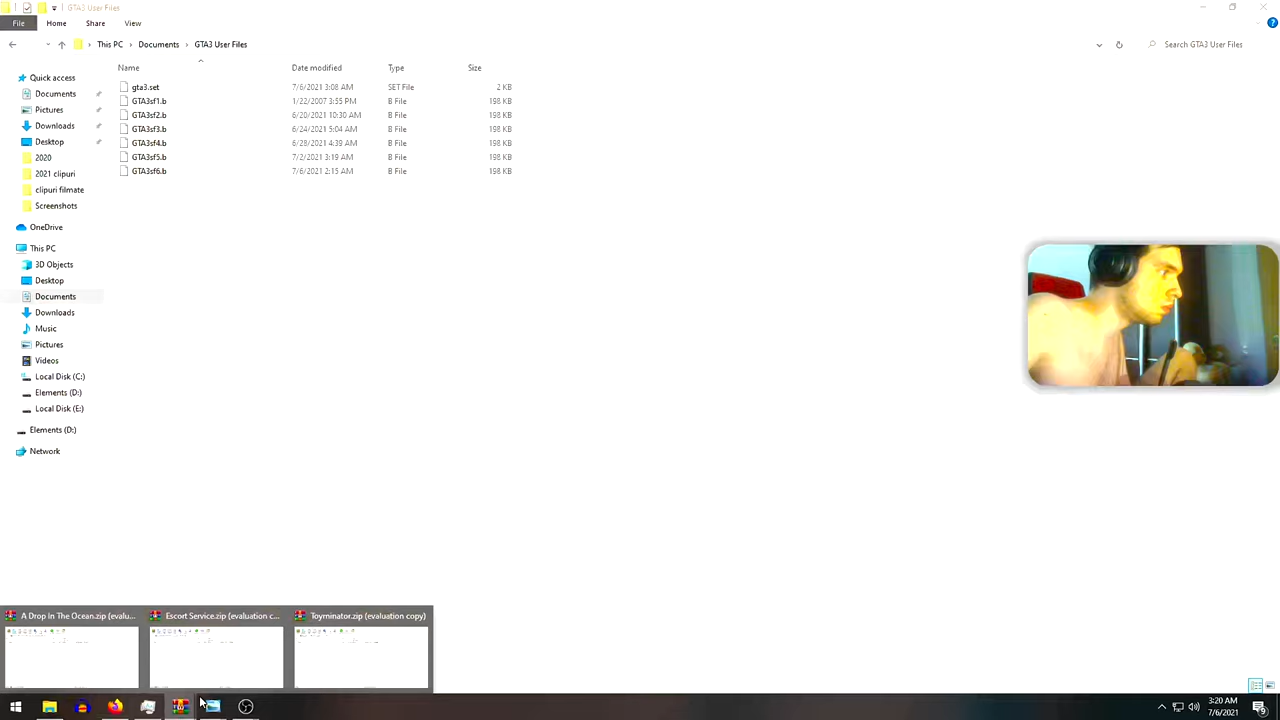 GTA3 User Files
File Home Share View
This PC Documents GTA3 User Files
Search GTA3 User Files
Name Date modified Type Size
Quick access
Documents
Pictures
Downloads
Desktop
2020
2021 clipuri
clipuri filmate
Screenshots
OneDrive
This PC
3D Objects
Desktop
Documents
Downloads
Music
Pictures
Videos
Local Disk (C:)
Elements (D:)
Local Disk (E:)
Elements (D:)
Network
gta3.set 7/6/2021 3:08 AM SET File 2 KB
GTA3sf1.b 1/22/2007 3:55 PM B File 198 KB
GTA3sf2.b 6/20/2021 10:30 AM B File 198 KB
GTA3sf3.b 6/24/2021 5:04 AM B File 198 KB
GTA3sf4.b 6/28/2021 4:39 AM B File 198 KB
GTA3sf5.b 7/2/2021 3:19 AM B File 198 KB
GTA3sf6.b 7/6/2021 2:15 AM B File 198 KB
A Drop In The Ocean.zip (evalu...
Escort Service.zip (evaluation c...
Toyminator.zip (evaluation copy)
3:20 AM
7/6/2021